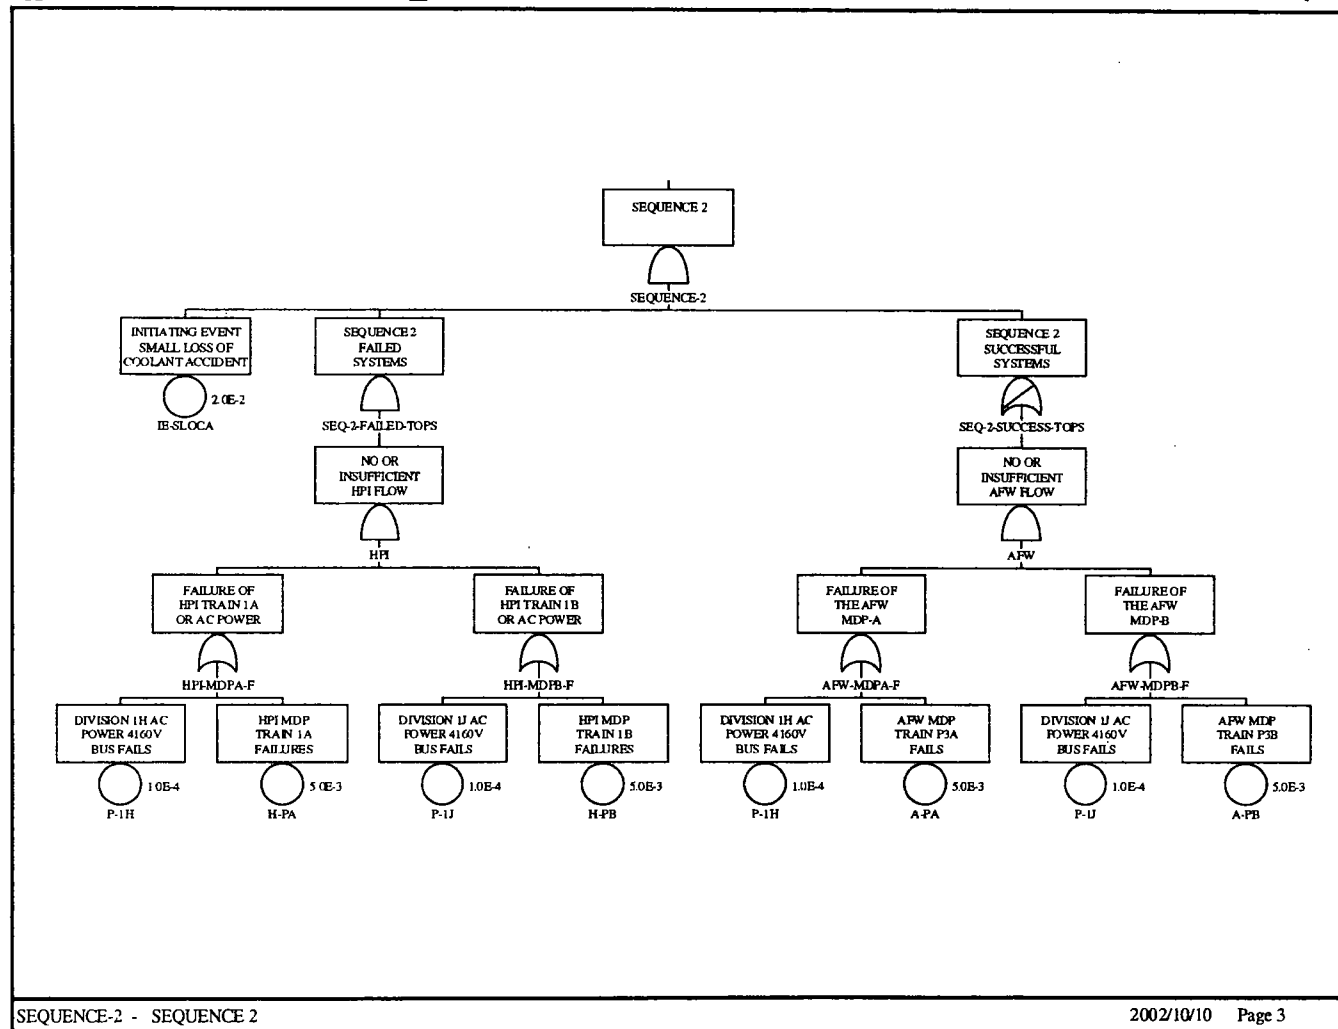 SEQUENCE 2
SEQUENCE-2
INITIATING EVENT
SMALL LOSS OF
COOLANT ACCIDENT
2.0E-2
IE-SLOCA
SEQUENCE 2
FAILED
SYSTEMS
SEQ-2-FAILED-TOPS
SEQUENCE 2
SUCCESSFUL
SYSTEMS
SEQ-2-SUCCESS-TOPS
NO OR
INSUFFICIENT
HPI FLOW
HPI
NO OR
INSUFFICIENT
AFW FLOW
AFW
FAILURE OF
HPI TRAIN 1A
OR AC POWER
HPI-MDPA-F
FAILURE OF
HPI TRAIN 1B
OR AC POWER
HPI-MDPB-F
FAILURE OF
THE AFW
MDP-A
AFW-MDPA-F
FAILURE OF
THE AFW
MDP-B
AFW-MDPB-F
DIVISION 1H AC
POWER 4160V
BUS FAILS
1.0E-4
P-1H
HPI MDP
TRAIN 1A
FAILURES
5.0E-3
H-PA
DIVISION 1J AC
POWER 4160V
BUS FAILS
1.0E-4
P-1J
HPI MDP
TRAIN 1B
FAILURES
5.0E-3
H-PB
DIVISION 1H AC
POWER 4160V
BUS FAILS
1.0E-4
P-1H
AFW MDP
TRAIN P3A
FAILS
5.0E-3
A-PA
DIVISION 1J AC
POWER 4160V
BUS FAILS
1.0E-4
P-1J
AFW MDP
TRAIN P3B
FAILS
5.0E-3
A-PB
SEQUENCE-2 - SEQUENCE 2
2002/10/10 Page 3